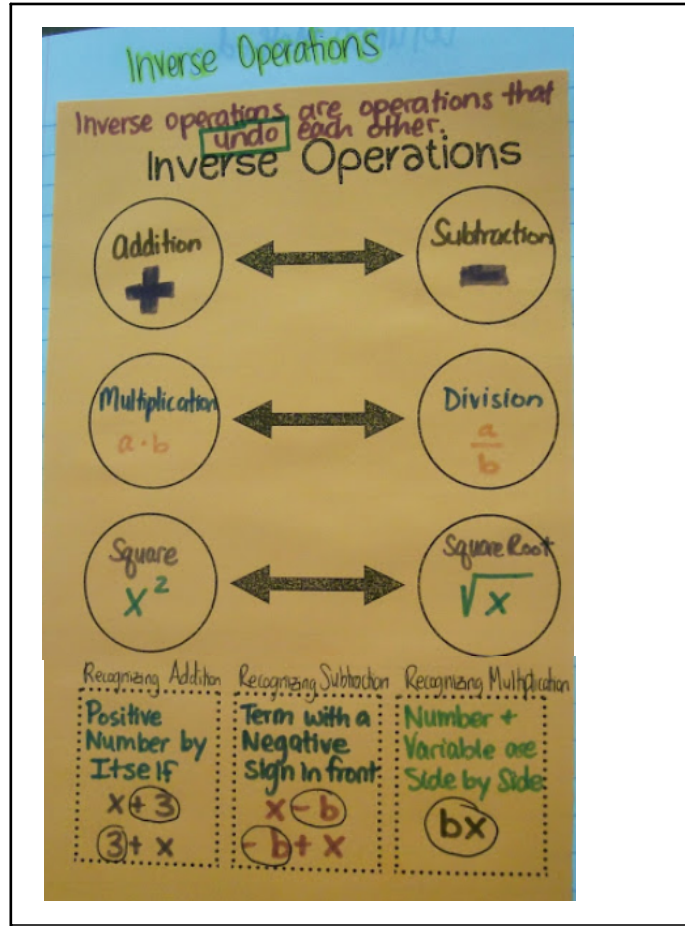 Inverse Operations
Inverse operations are operations that
undo each other.
Inverse Operations
Addition
+
Subtraction
-
Multiplication
a · b
Division
a
b
Square
x²
Square Root
√x
Recognizing Addition
Positive
Number by
Itself
x + 3
3 + x
Recognizing Subtraction
Term with a
Negative
Sign in front
x - b
- b + x
Recognizing Multiplication
Number +
Variable are
Side by Side
bx